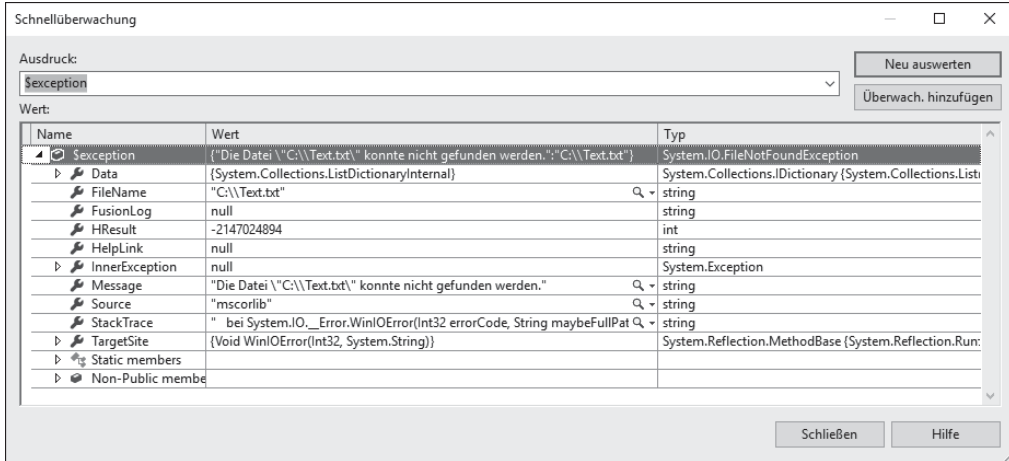 Schnellüberwachung
Ausdruck:
$exception
Neu auswerten
Überwach. hinzufügen
Wert:
Name Wert Typ
$exception {"Die Datei \"C:\\Text.txt\" konnte nicht gefunden werden.":"C:\\Text.txt"} System.IO.FileNotFoundException
Data {System.Collections.ListDictionaryInternal} System.Collections.IDictionary {System.Collections.List
FileName "C:\\Text.txt" string
FusionLog null string
HResult -2147024894 int
HelpLink null string
InnerException null System.Exception
Message "Die Datei \"C:\\Text.txt\" konnte nicht gefunden werden." string
Source "mscorlib" string
StackTrace " bei System.IO.__Error.WinIOError(Int32 errorCode, String maybeFullPat string
TargetSite {Void WinIOError(Int32, System.String)} System.Reflection.MethodBase {System.Reflection.Run
Static members
Non-Public membe
Schließen Hilfe